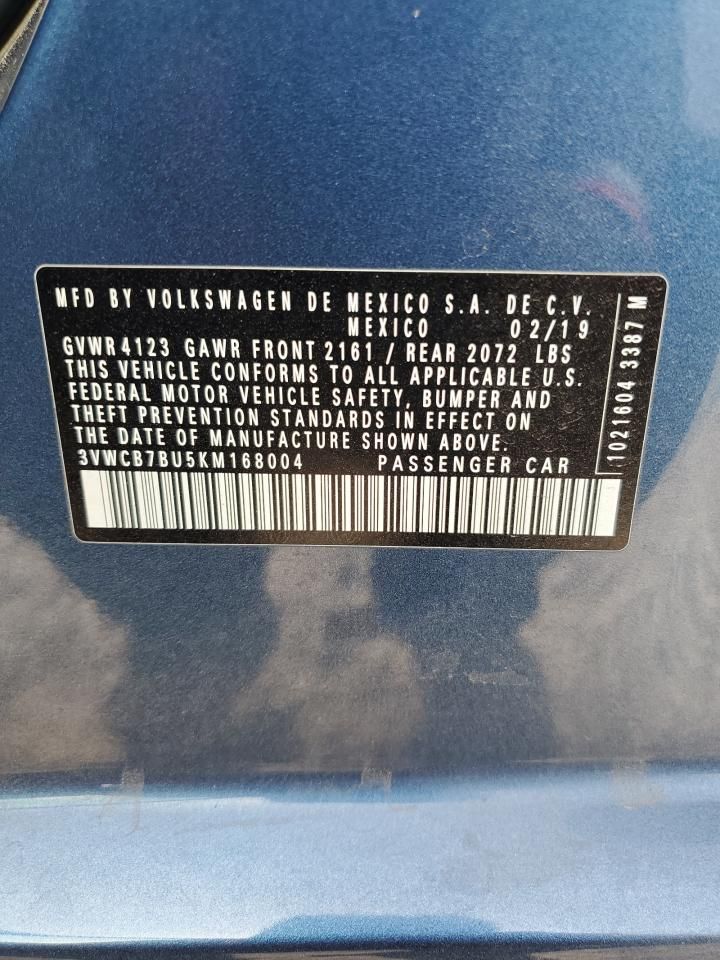 MFD BY VOLKSWAGEN DE MEXICO S.A. DE C.V.
MEXICO 02/19
GVWR 4123 GAWR FRONT 2161 / REAR 2072 LBS
THIS VEHICLE CONFORMS TO ALL APPLICABLE U.S.
FEDERAL MOTOR VEHICLE SAFETY, BUMPER AND
THEFT PREVENTION STANDARDS IN EFFECT ON
THE DATE OF MANUFACTURE SHOWN ABOVE.
3VWCB7BU5KM168004 PASSENGER CAR
1021604 3387 M